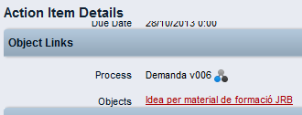 Action Item Details
Due Date 28/10/2013 0:00
Object Links
Process Demanda v006
Objects Idea per material de formació JRB